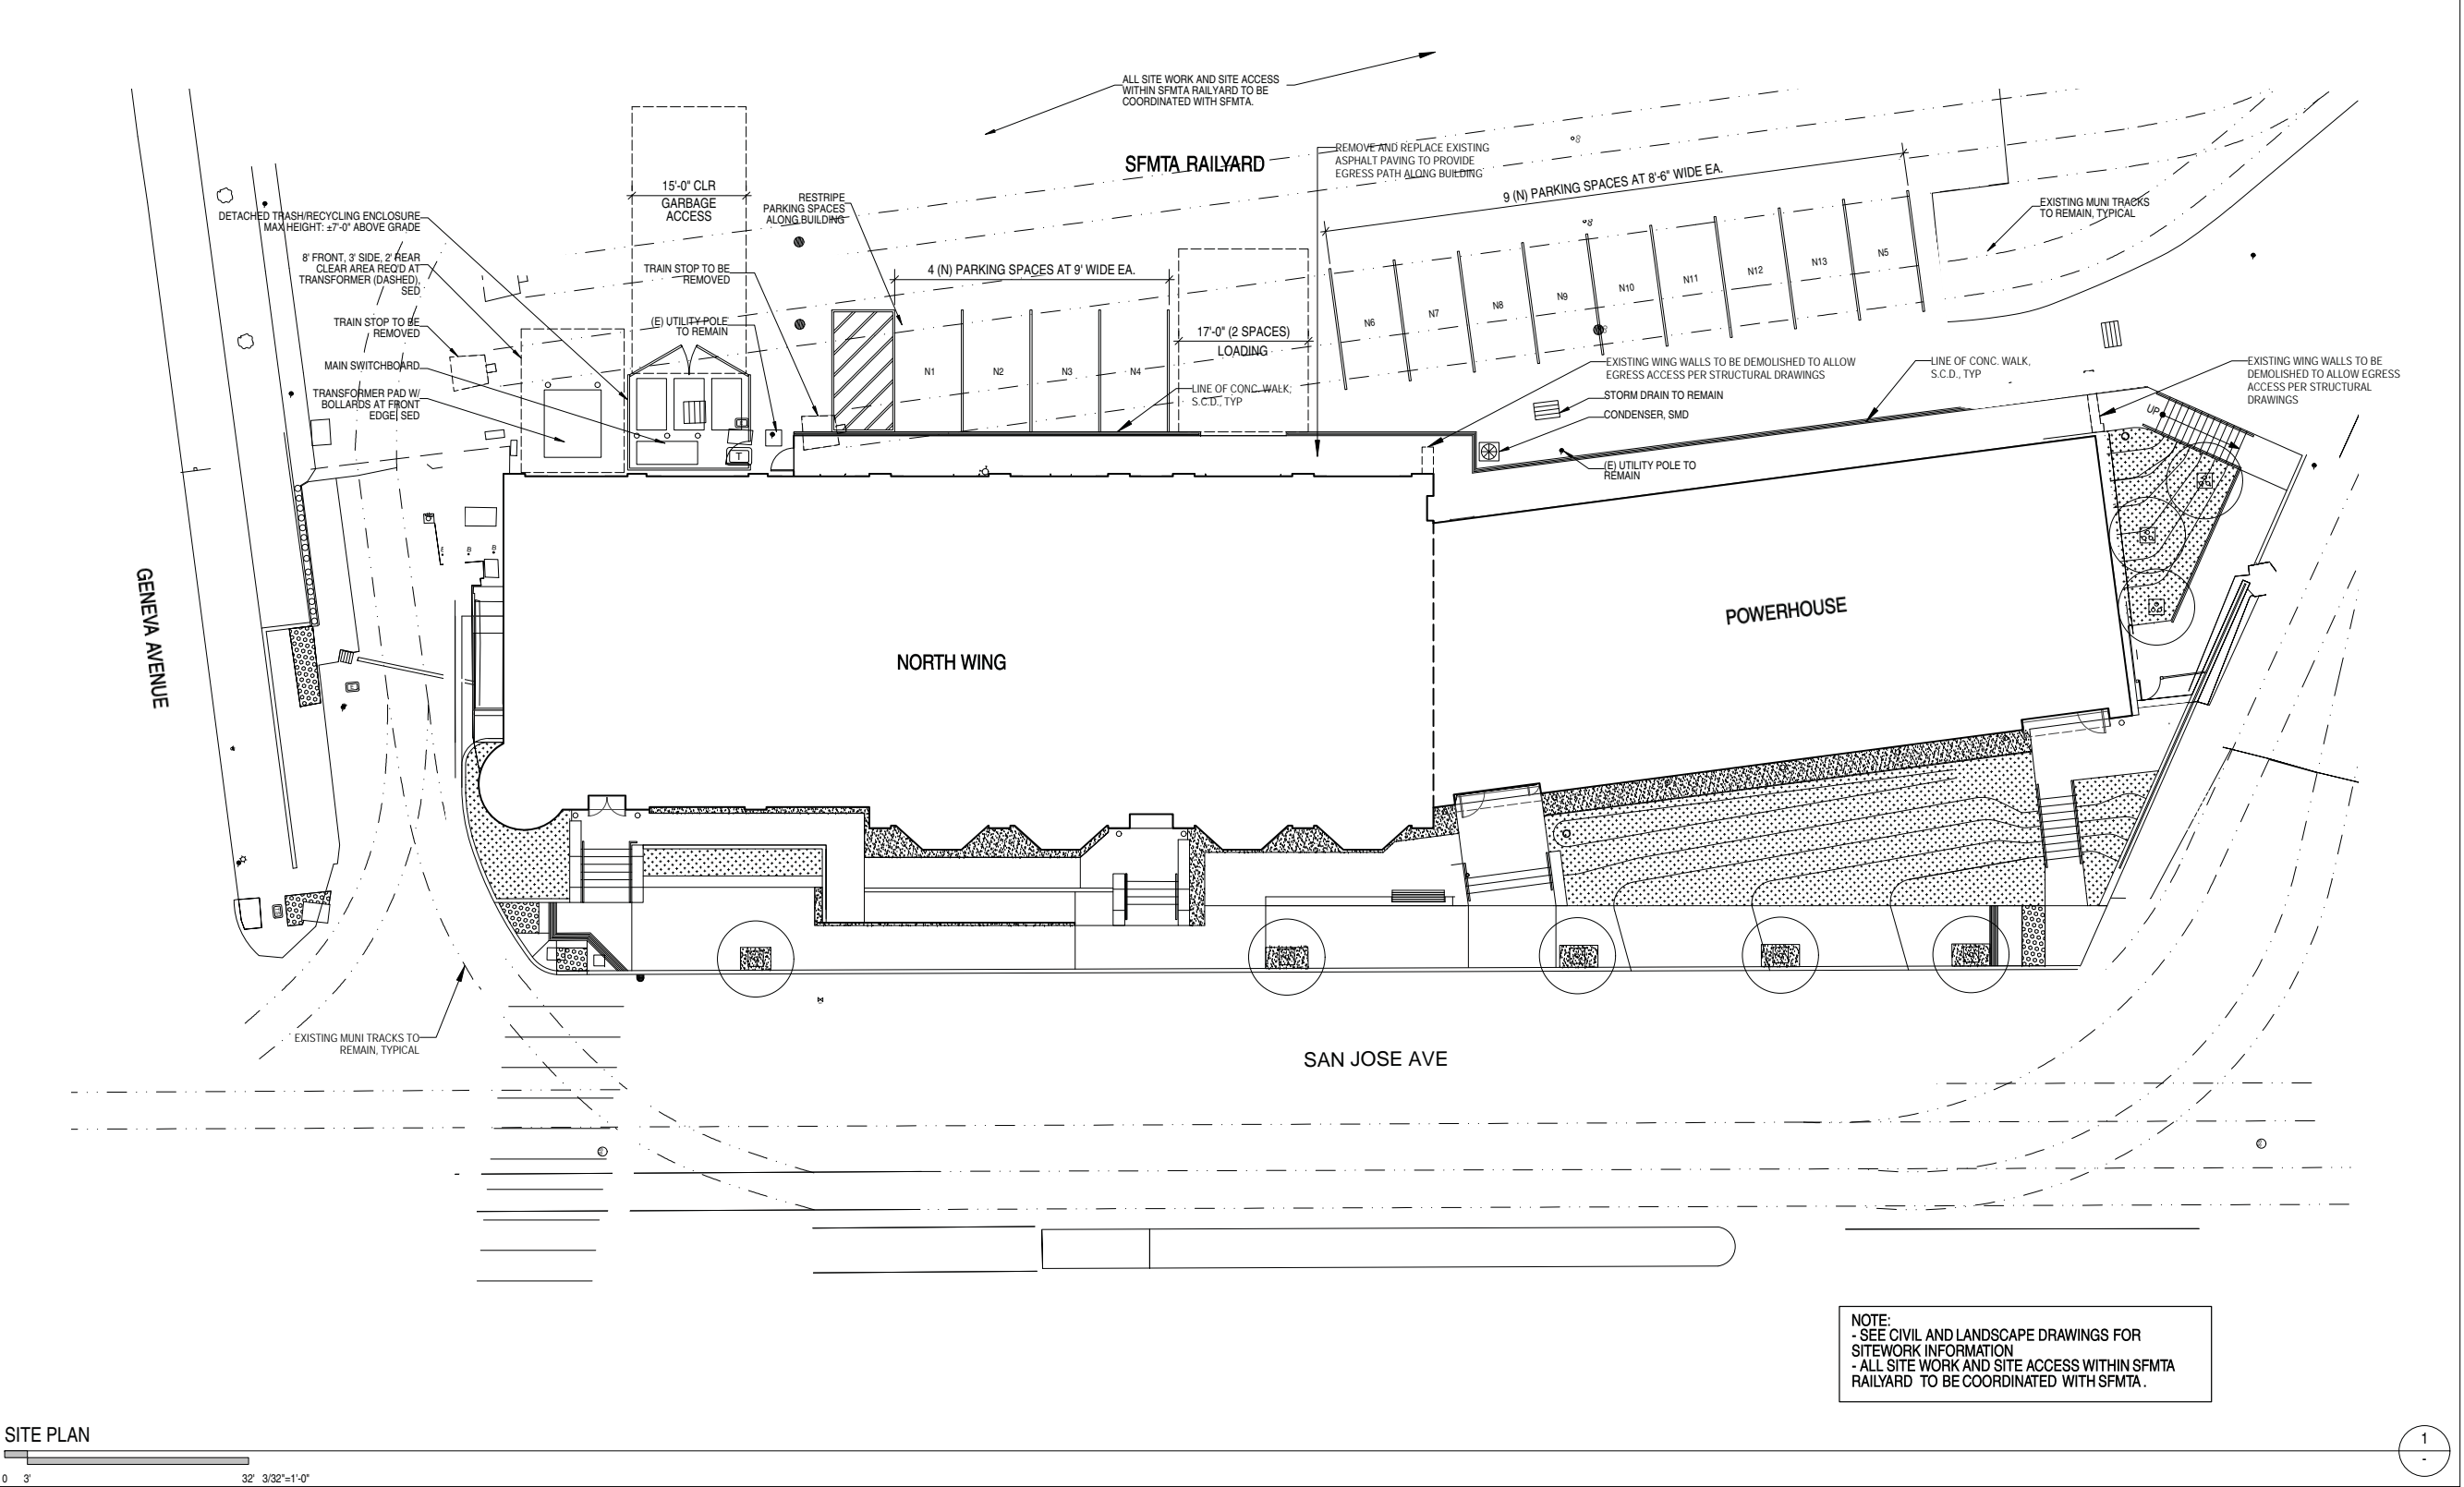 ALL SITE WORK AND SITE ACCESS
WITHIN SFMTA RAILYARD TO BE
COORDINATED WITH SFMTA.
SFMTA RAILYARD
REMOVE AND REPLACE EXISTING
ASPHALT PAVING TO PROVIDE
EGRESS PATH ALONG BUILDING
9 (N) PARKING SPACES AT 8'-6" WIDE EA.
15'-0" CLR
GARBAGE
ACCESS
RESTRIPE
PARKING SPACES
ALONG BUILDING
EXISTING MUNI TRACKS
TO REMAIN, TYPICAL
DETACHED TRASH/RECYCLING ENCLOSURE
MAX HEIGHT: ±7'-0" ABOVE GRADE
8' FRONT, 3' SIDE, 2' REAR
CLEAR AREA REQ'D AT
TRANSFORMER (DASHED),
SED
TRAIN STOP TO BE
REMOVED
4 (N) PARKING SPACES AT 9' WIDE EA.
TRAIN STOP TO BE
REMOVED
(E) UTILITY POLE
TO REMAIN
17'-0" (2 SPACES)
LOADING
N6
N7
N8
N9
N10
N11
N12
N13
N5
MAIN SWITCHBOARD
TRANSFORMER PAD W/
BOLLARDS AT FRONT
EDGE, SED
N1
N2
N3
N4
LINE OF CONC. WALK,
S.C.D., TYP
EXISTING WING WALLS TO BE DEMOLISHED TO ALLOW
EGRESS ACCESS PER STRUCTURAL DRAWINGS
LINE OF CONC. WALK,
S.C.D., TYP
EXISTING WING WALLS TO BE
DEMOLISHED TO ALLOW EGRESS
ACCESS PER STRUCTURAL
DRAWINGS
STORM DRAIN TO REMAIN
CONDENSER, SMD
UP
T
(E) UTILITY POLE TO
REMAIN
GENEVA AVENUE
NORTH WING
POWERHOUSE
EXISTING MUNI TRACKS TO
REMAIN, TYPICAL
SAN JOSE AVE
NOTE:
- SEE CIVIL AND LANDSCAPE DRAWINGS FOR
SITEWORK INFORMATION
- ALL SITE WORK AND SITE ACCESS WITHIN SFMTA
RAILYARD TO BE COORDINATED WITH SFMTA.
SITE PLAN
0 3' 32' 3/32"=1'-0"
1
-